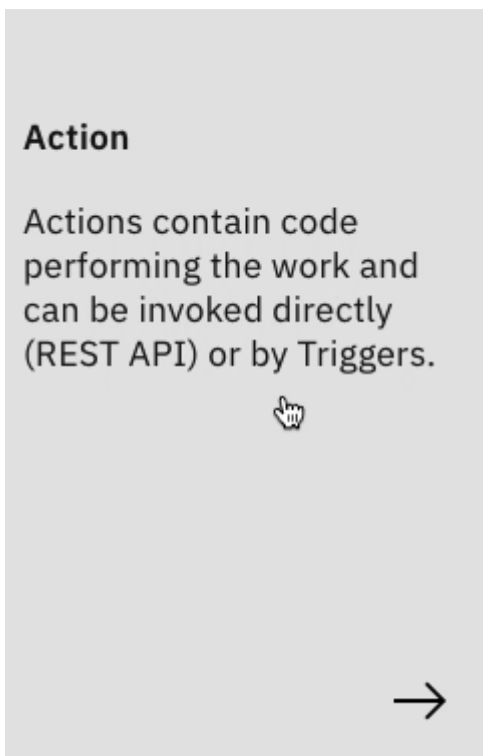 Action
Actions contain code
performing the work and
can be invoked directly
(REST API) or by Triggers.